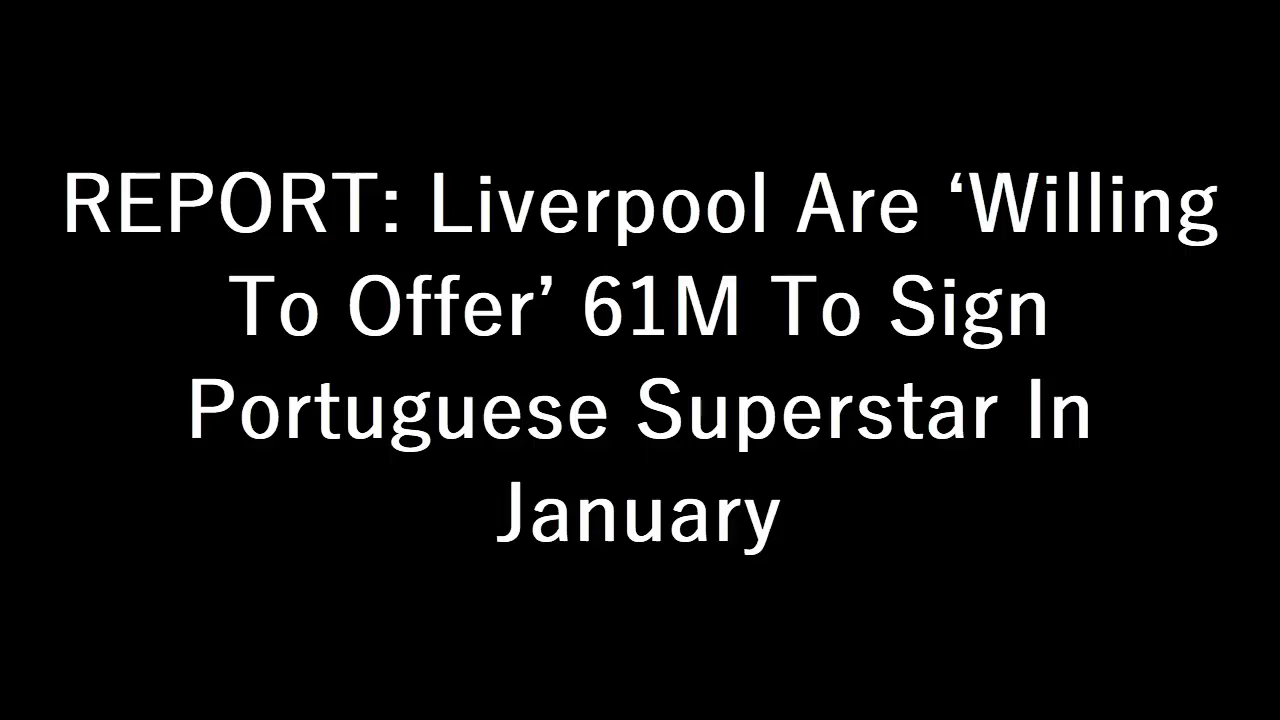 REPORT: Liverpool Are ‘Willing
To Offer’ 61M To Sign
Portuguese Superstar In
January